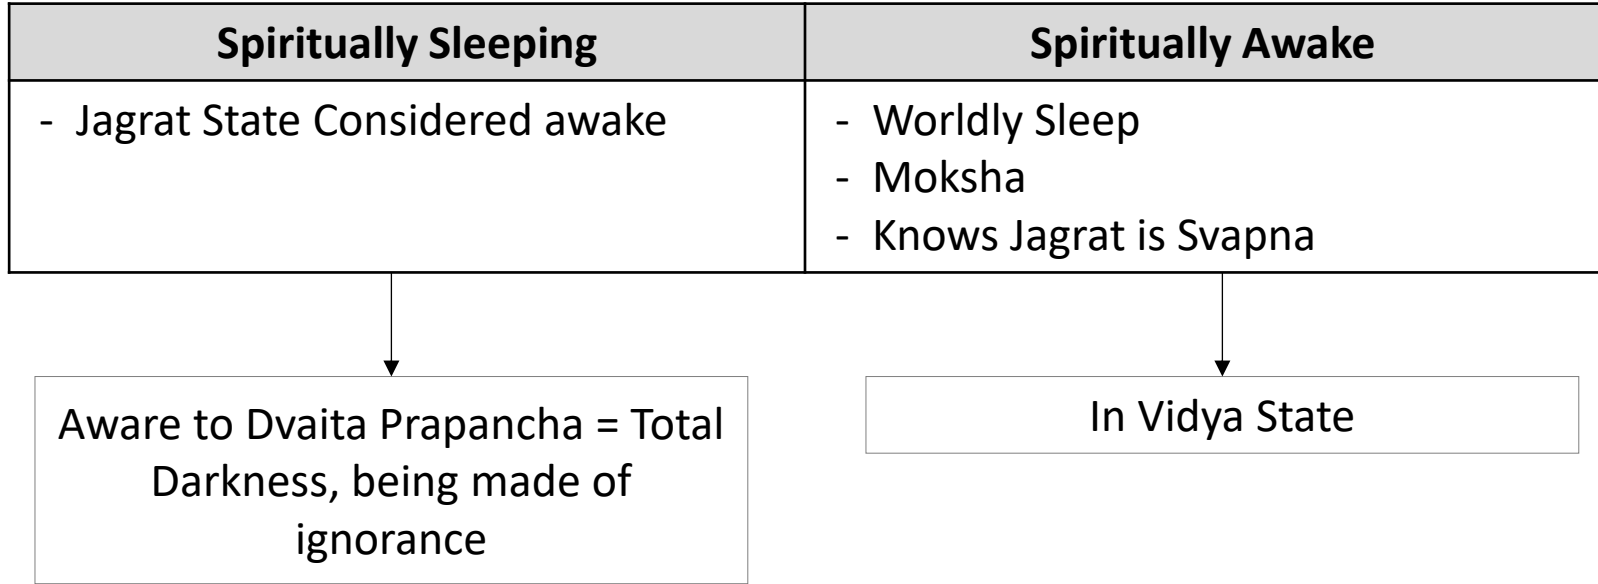 Spiritually Sleeping
Spiritually Awake
- Jagrat State Considered awake
- Worldly Sleep
- Moksha
- Knows Jagrat is Svapna
Aware to Dvaita Prapancha = Total
Darkness, being made of
ignorance
In Vidya State